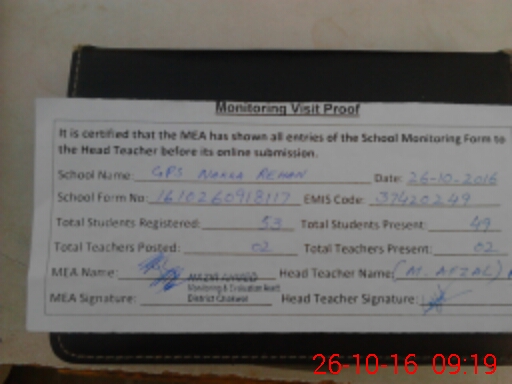 Monitoring Visit Proof
It is certified that the MEA has shown all entries of the School Monitoring Form to
the Head Teacher before its online submission.
School Name: GPS NAKKA REHAN Date: 26-10-2016
School Form No: 1610260918117 EMIS Code: 37420249
Total Students Registered: 53 Total Students Present: 49
Total Teachers Posted: 02 Total Teachers Present: 02
MEA Name: Head Teacher Name: (M. AFZAL)
Monitoring & Evaluation Asstt
MEA Signature: District Chakwal Head Teacher Signature:
26-10-16 09:19